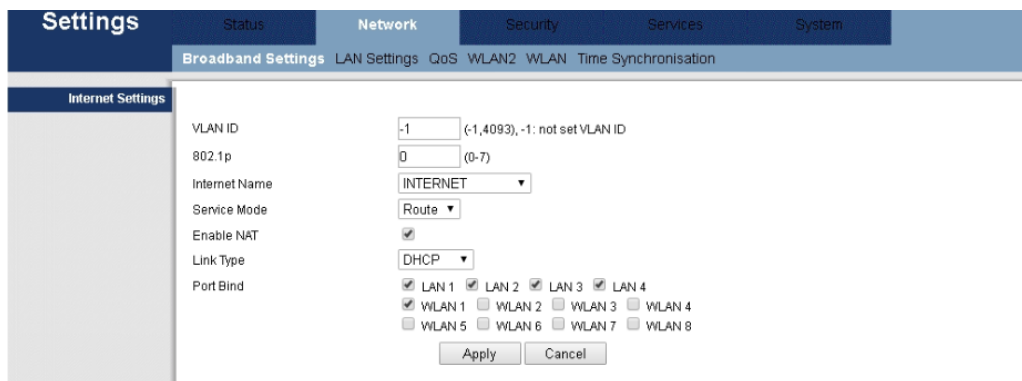 Settings Status Network Security Services System
Broadband Settings LAN Settings QoS WLAN2 WLAN Time Synchronisation
Internet Settings
VLAN ID -1 (-1,4093), -1: not set VLAN ID
802.1p 0 (0-7)
Internet Name INTERNET
Service Mode Route
Enable NAT
Link Type DHCP
Port Bind LAN 1 LAN 2 LAN 3 LAN 4
WLAN 1 WLAN 2 WLAN 3 WLAN 4
WLAN 5 WLAN 6 WLAN 7 WLAN 8
Apply Cancel